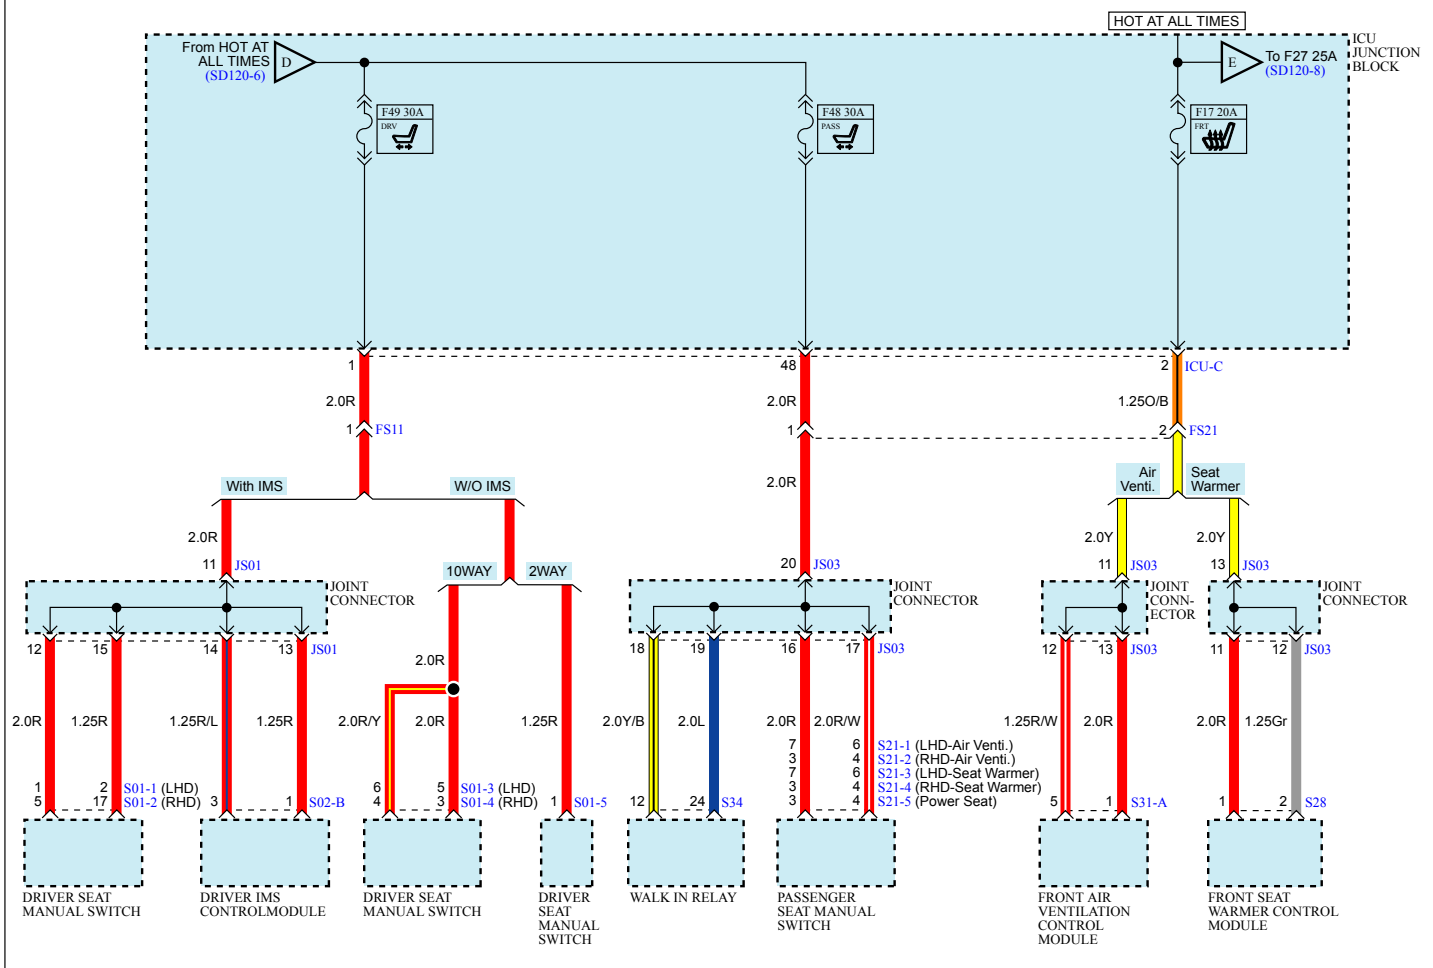 HOT AT ALL TIMES
From HOT AT
ALL TIMES
(SD120-6)
D
E
To F27 25A
(SD120-8)
ICU
JUNCTION
BLOCK
F49 30A
DRV
F48 30A
PASS
F17 20A
FRT
1
48
2 ICU-C
2.0R
2.0R
1.25O/B
1 FS11
1
2 FS21
With IMS
W/O IMS
2.0R
Air
Venti.
Seat
Warmer
2.0R
2.0Y
2.0Y
11 JS01
10WAY
2WAY
20 JS03
11 JS03
13 JS03
JOINT
CONNECTOR
JOINT
CONNECTOR
JOINT
CONN-
ECTOR
JOINT
CONNECTOR
12
15
14
13 JS01
18
19
16
17 JS03
12
13 JS03
11
12 JS03
2.0R
2.0R
1.25R
1.25R/L
1.25R
2.0R/Y
2.0R
1.25R
2.0Y/B
2.0L
2.0R
2.0R/W
1.25R/W
2.0R
2.0R
1.25Gr
7 6 S21-1 (LHD-Air Venti.)
3 4 S21-2 (RHD-Air Venti.)
7 6 S21-3 (LHD-Seat Warmer)
3 4 S21-4 (RHD-Seat Warmer)
3 4 S21-5 (Power Seat)
1 2 S01-1 (LHD)
5 17 S01-2 (RHD)
3 1 S02-B
6 5 S01-3 (LHD)
4 3 S01-4 (RHD)
1 S01-5
12 24 S34
5 1 S31-A
1 2 S28
DRIVER SEAT
MANUAL SWITCH
DRIVER IMS
CONTROLMODULE
DRIVER SEAT
MANUAL SWITCH
DRIVER
SEAT
MANUAL
SWITCH
WALK IN RELAY
PASSENGER
SEAT MANUAL
SWITCH
FRONT AIR
VENTILATION
CONTROL
MODULE
FRONT SEAT
WARMER CONTROL
MODULE